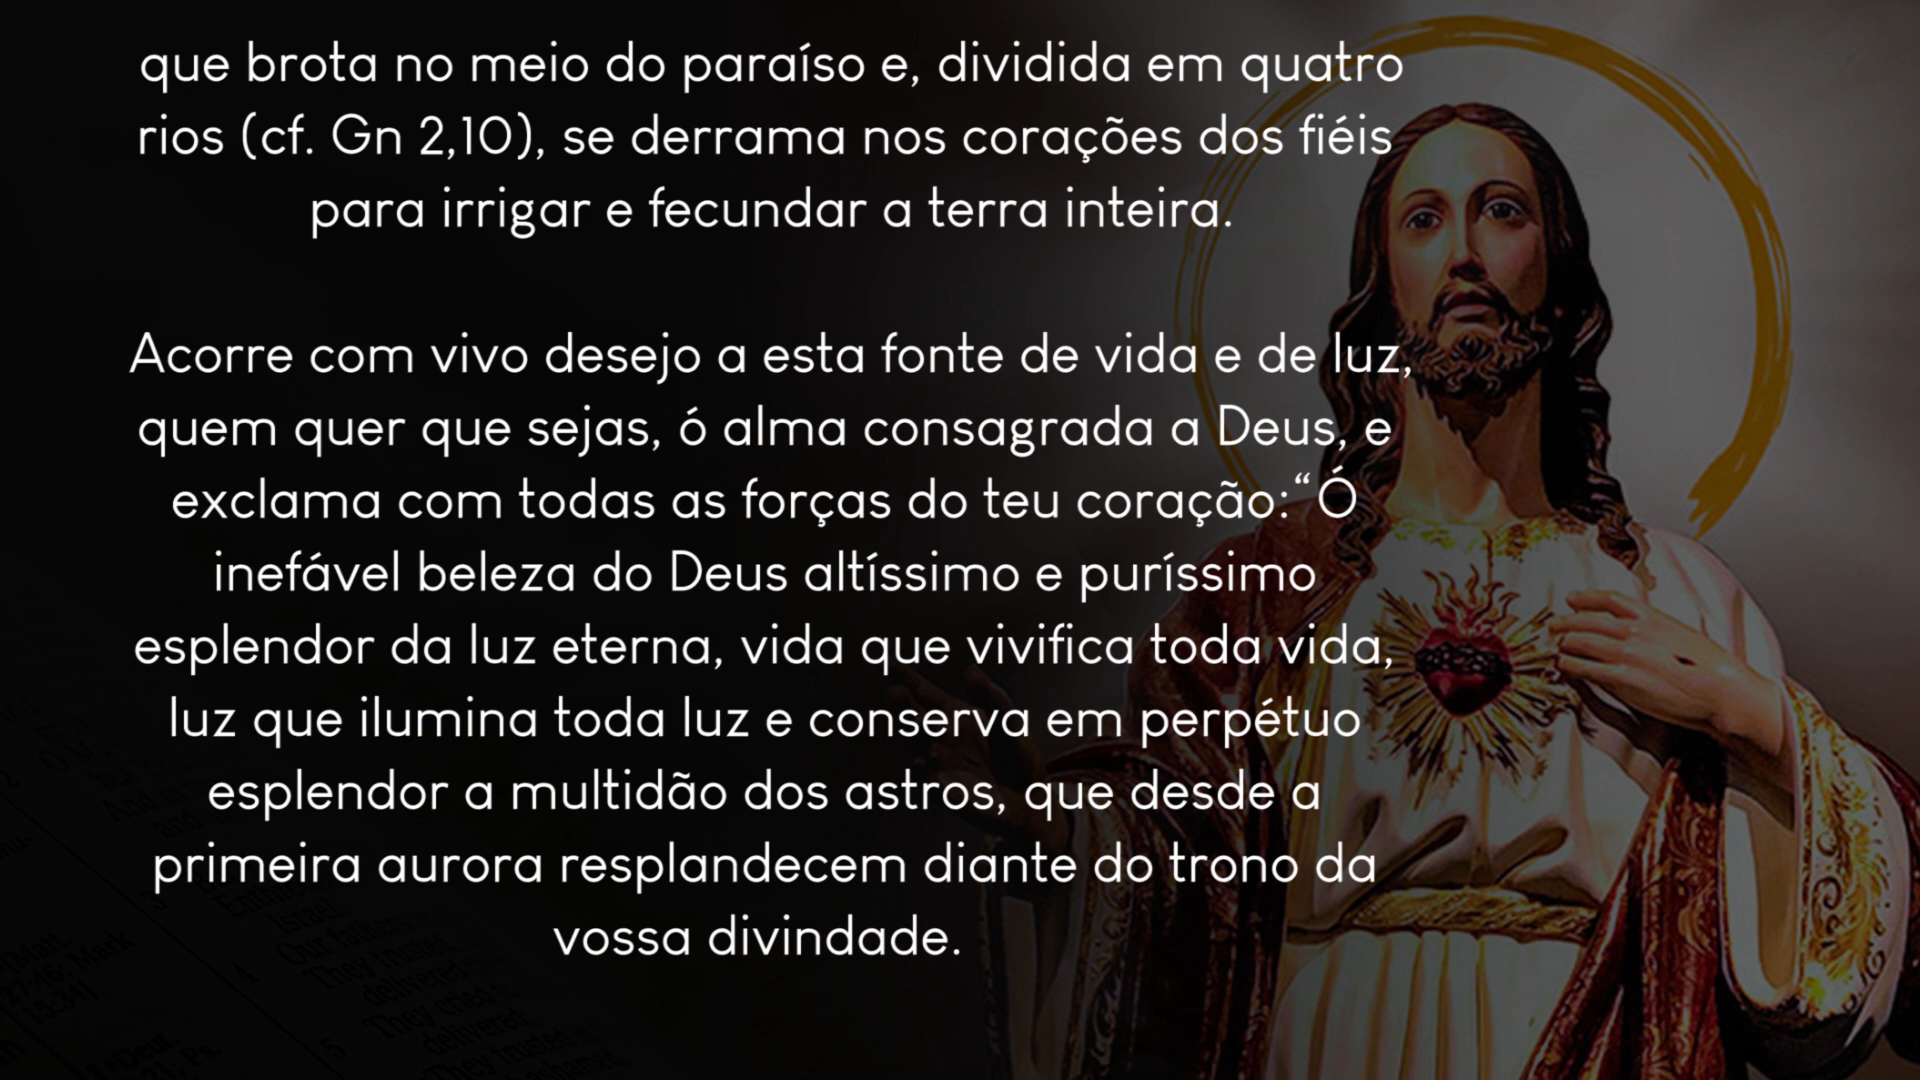 que brota no meio do paraíso e, dividida em quatro
rios (cf. Gn 2,10), se derrama nos corações dos fiéis
para irrigar e fecundar a terra inteira.
Acorre com vivo desejo a esta fonte de vida e de luz,
quem quer que sejas, ó alma consagrada a Deus, e
exclama com todas as forças do teu coração:“Ó
inefável beleza do Deus altíssimo e puríssimo
esplendor da luz eterna, vida que vivifica toda vida,
luz que ilumina toda luz e conserva em perpétuo
esplendor a multidão dos astros, que desde a
primeira aurora resplandecem diante do trono da
vossa divindade.